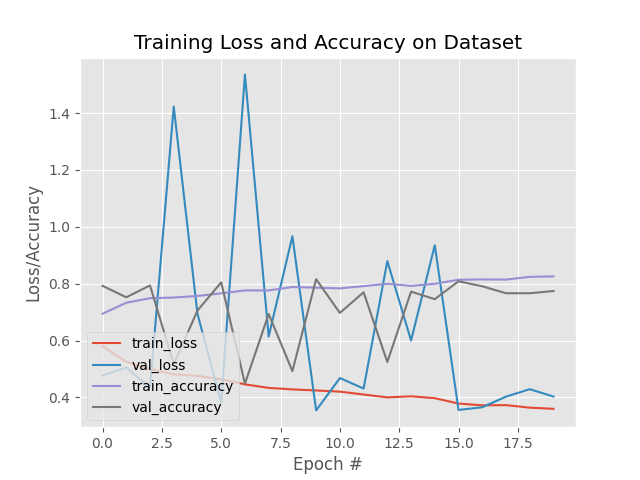 Training Loss and Accuracy on Dataset
Loss/Accuracy
1.4
1.2
1.0
0.8
0.6
0.4
train_loss
val_loss
train_accuracy
val_accuracy
0.0 2.5 5.0 7.5 10.0 12.5 15.0 17.5
Epoch #